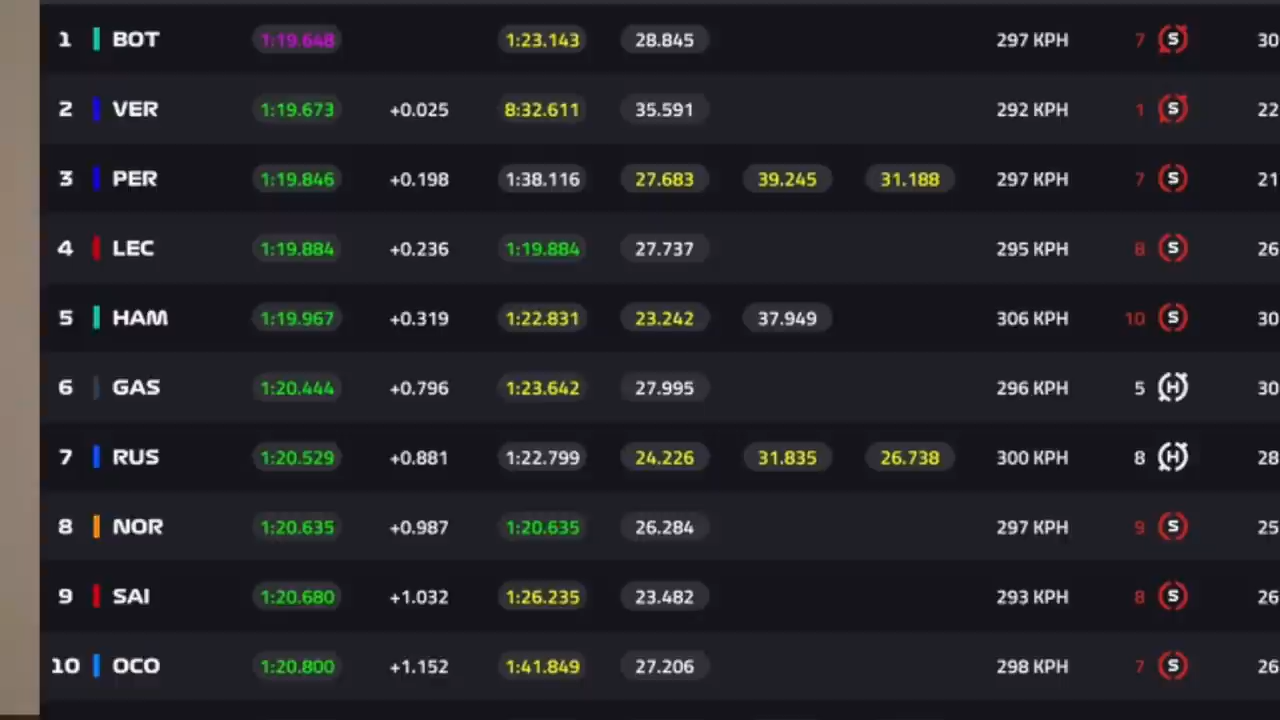 1 BOT 1:19.648 1:23.143 28.845 297 KPH 7 S 30
2 VER 1:19.673 +0.025 8:32.611 35.591 292 KPH 1 S 22
3 PER 1:19.846 +0.198 1:38.116 27.683 39.245 31.188 297 KPH 7 S 21
4 LEC 1:19.884 +0.236 1:19.884 27.737 295 KPH 8 S 26
5 HAM 1:19.967 +0.319 1:22.831 23.242 37.949 306 KPH 10 S 30
6 GAS 1:20.444 +0.796 1:23.642 27.995 296 KPH 5 H 30
7 RUS 1:20.529 +0.881 1:22.799 24.226 31.835 26.738 300 KPH 8 H 28
8 NOR 1:20.635 +0.987 1:20.635 26.284 297 KPH 9 S 25
9 SAI 1:20.680 +1.032 1:26.235 23.482 293 KPH 8 S 26
10 OCO 1:20.800 +1.152 1:41.849 27.206 298 KPH 7 S 26